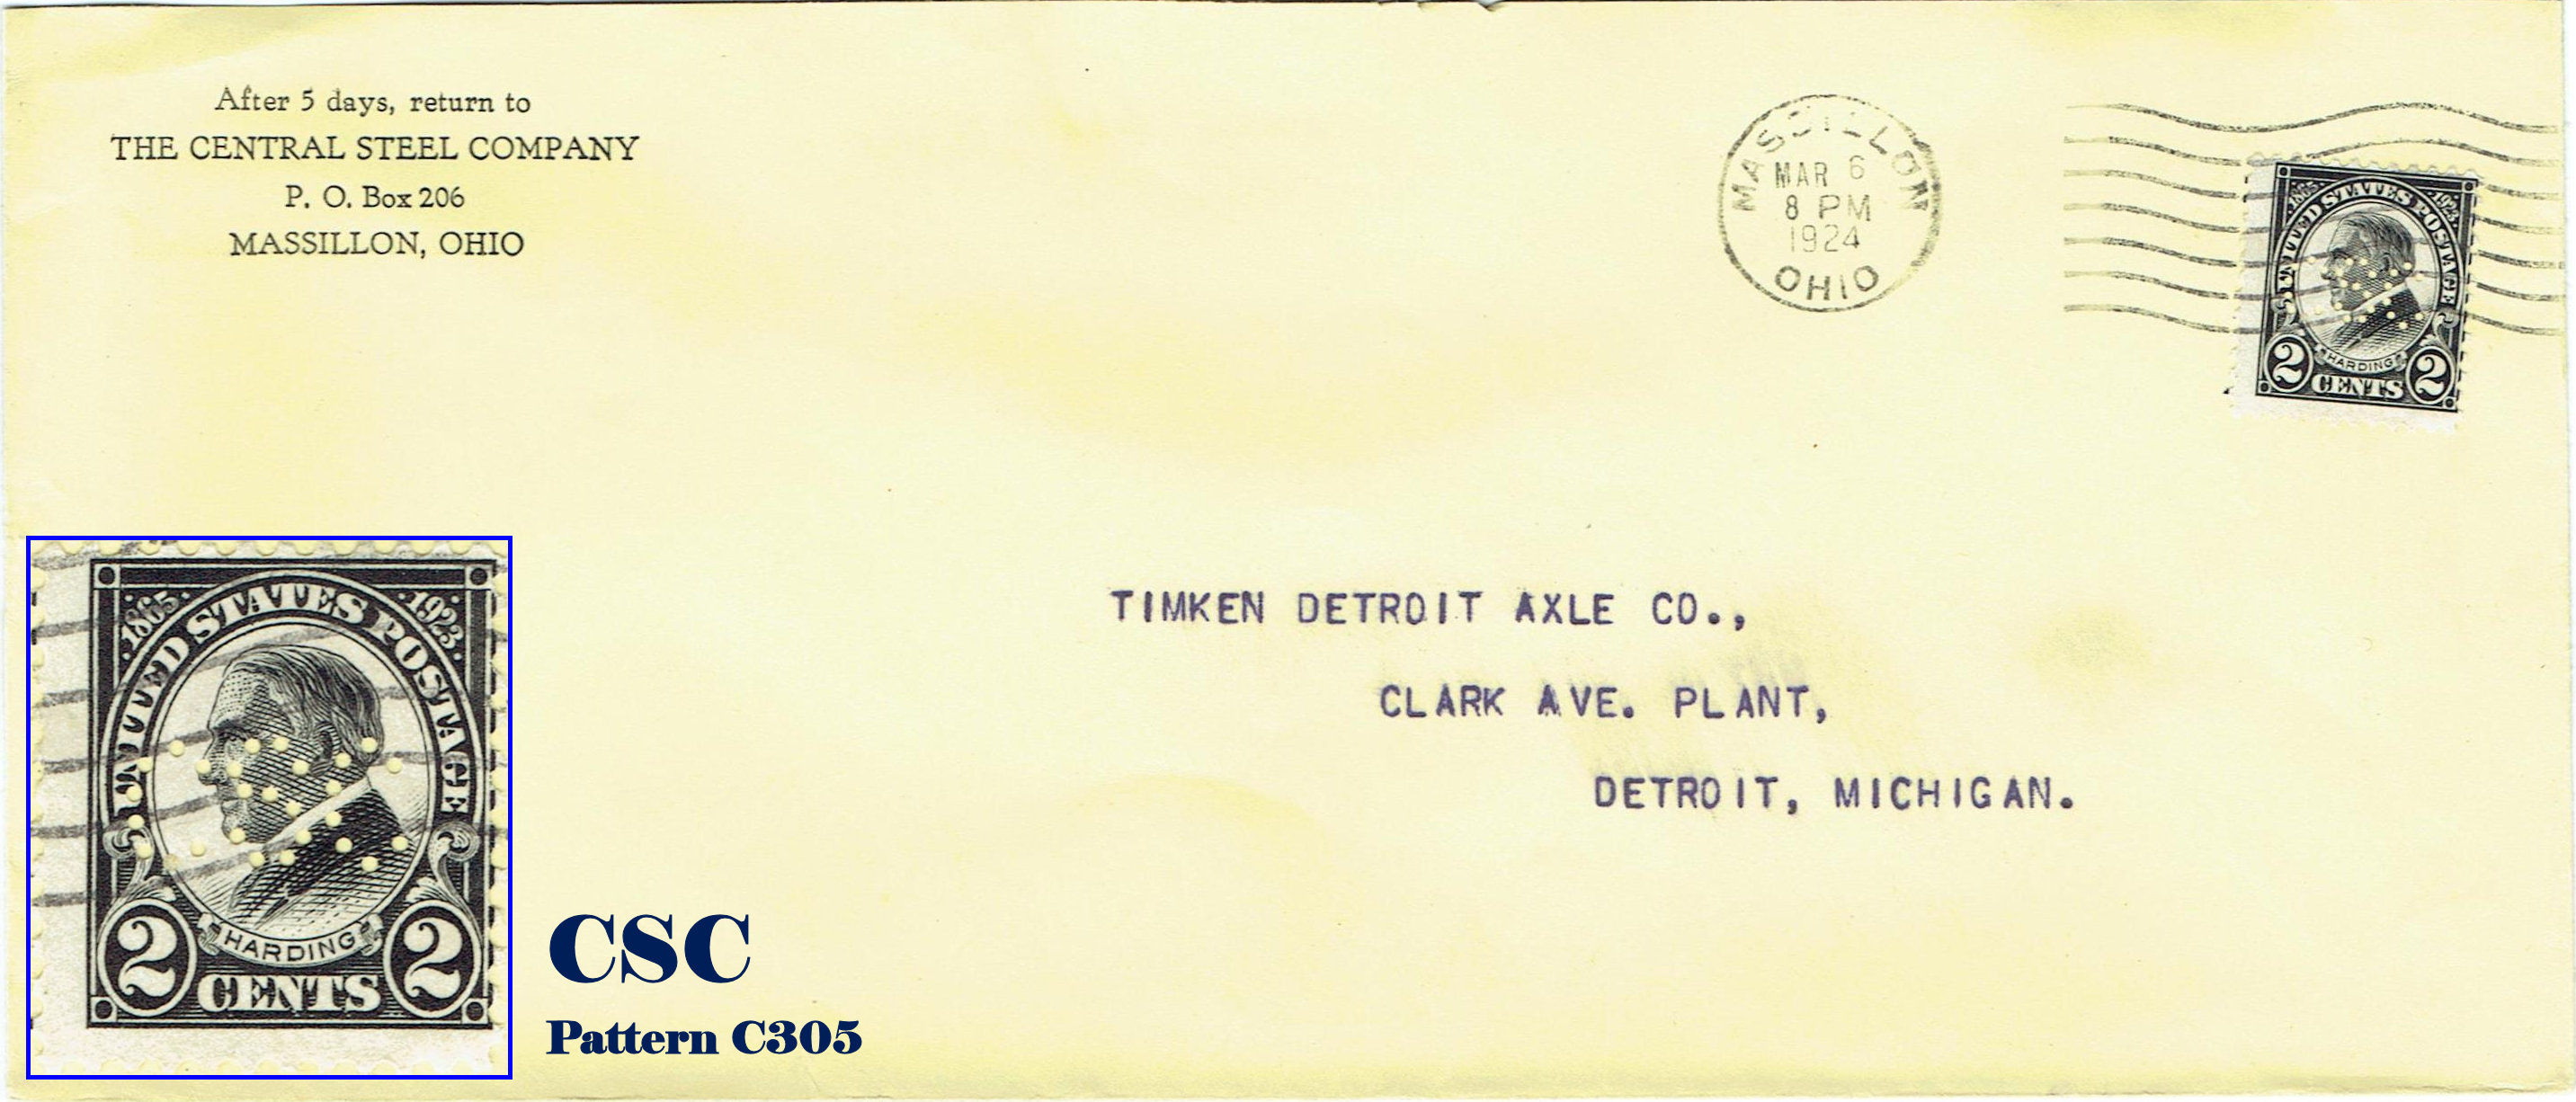 After 5 days, return to
THE CENTRAL STEEL COMPANY
P. O. Box 206
MASSILLON, OHIO
MASSILLON
MAR 6
8 PM
1924
OHIO
1865 1923
UNITED STATES POSTAGE
HARDING
2 CENTS 2
TIMKEN DETROIT AXLE CO.,
CLARK AVE. PLANT,
DETROIT, MICHIGAN.
1865 1923
UNITED STATES POSTAGE
HARDING
2 CENTS 2
CSC
Pattern C305